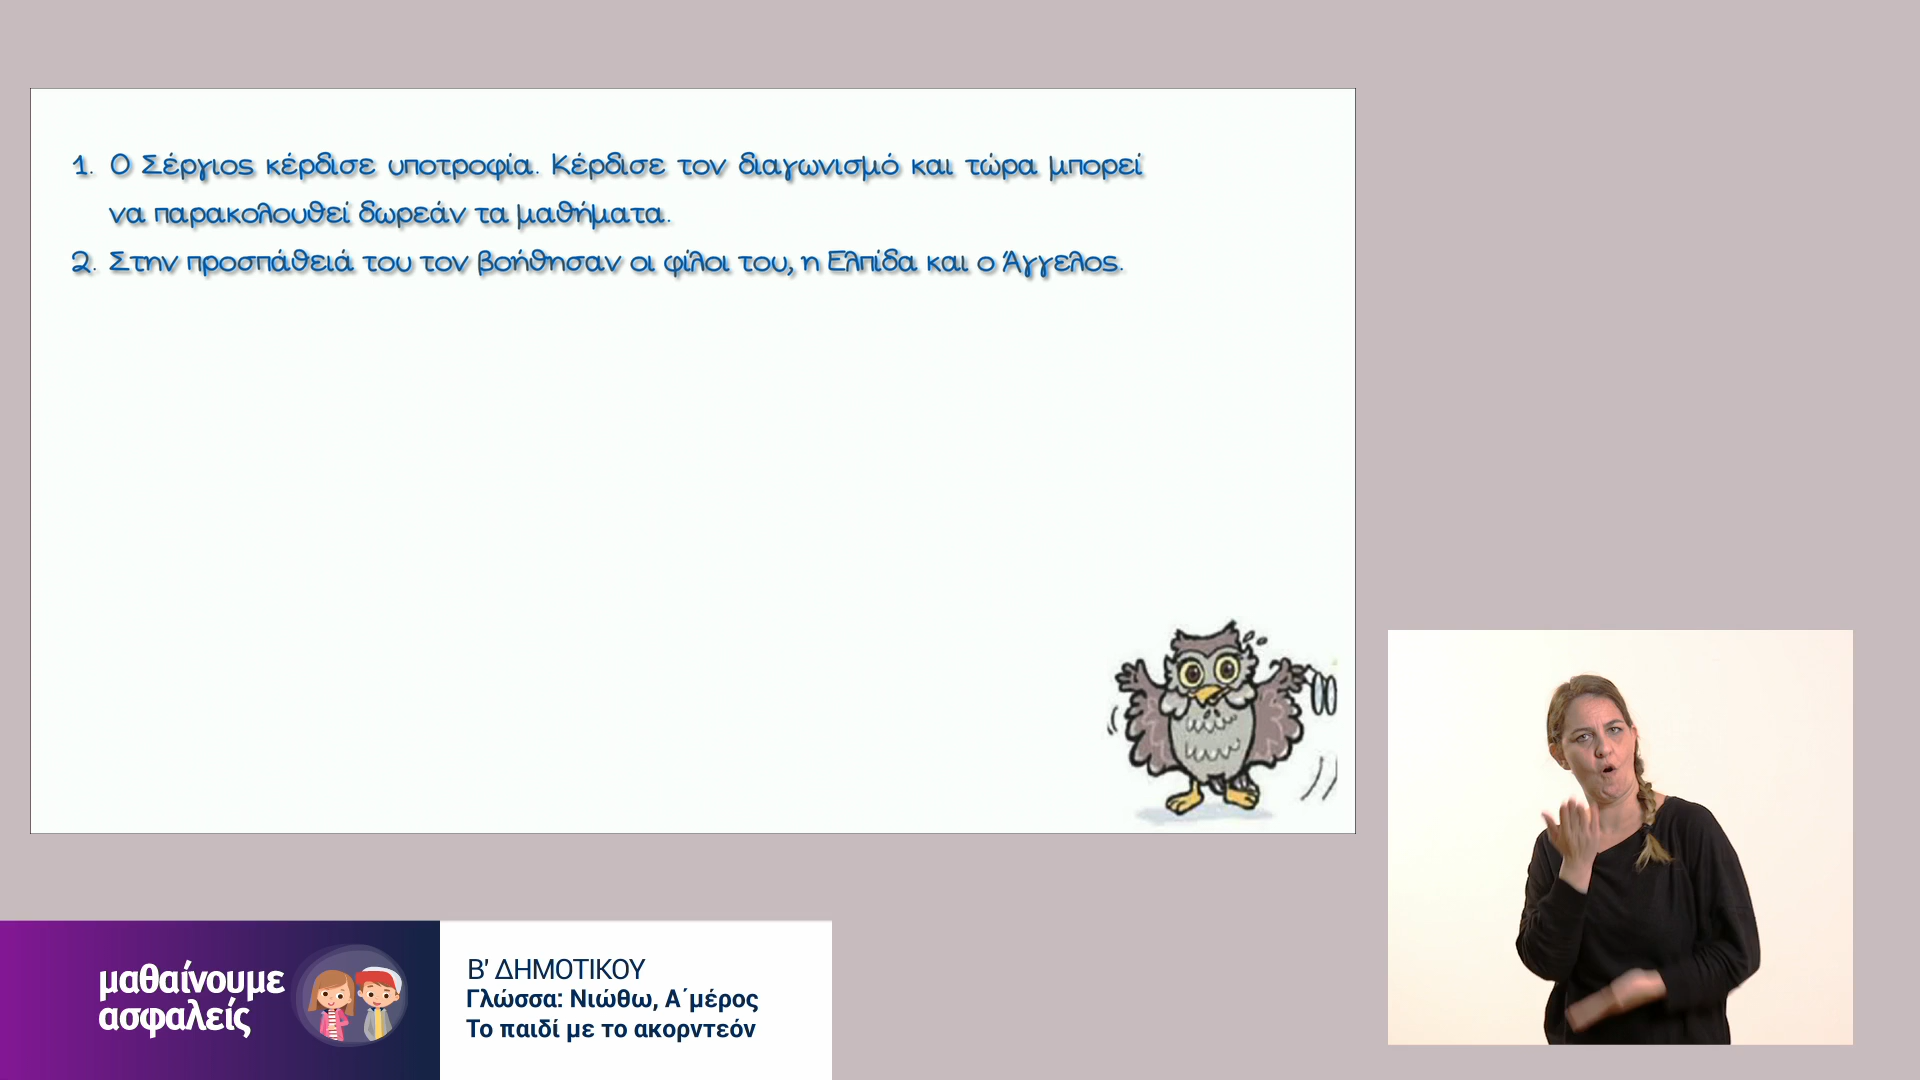 1. Ο Σέργιος κέρδισε υποτροφία. Κέρδισε τον διαγωνισμό και τώρα μπορεί
να παρακολουθεί δωρεάν τα μαθήματα.
2. Στην προσπάθειά του τον βοήθησαν οι φίλοι του, η Ελπίδα και ο Άγγελος.
μαθαίνουμε
ασφαλείς
Β' ΔΗΜΟΤΙΚΟΥ
Γλώσσα: Νιώθω, Α΄μέρος
Το παιδί με το ακορντεόν